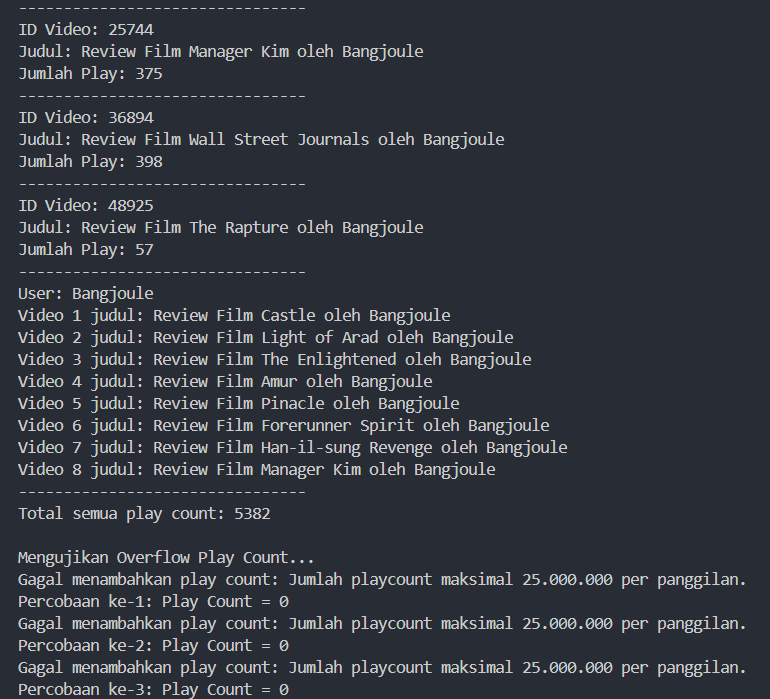 --------------------------------
ID Video: 25744
Judul: Review Film Manager Kim oleh Bangjoule
Jumlah Play: 375
--------------------------------
ID Video: 36894
Judul: Review Film Wall Street Journals oleh Bangjoule
Jumlah Play: 398
--------------------------------
ID Video: 48925
Judul: Review Film The Rapture oleh Bangjoule
Jumlah Play: 57
--------------------------------
User: Bangjoule
Video 1 judul: Review Film Castle oleh Bangjoule
Video 2 judul: Review Film Light of Arad oleh Bangjoule
Video 3 judul: Review Film The Enlightened oleh Bangjoule
Video 4 judul: Review Film Amur oleh Bangjoule
Video 5 judul: Review Film Pinacle oleh Bangjoule
Video 6 judul: Review Film Forerunner Spirit oleh Bangjoule
Video 7 judul: Review Film Han-il-sung Revenge oleh Bangjoule
Video 8 judul: Review Film Manager Kim oleh Bangjoule
--------------------------------
Total semua play count: 5382
Mengujikan Overflow Play Count...
Gagal menambahkan play count: Jumlah playcount maksimal 25.000.000 per panggilan.
Percobaan ke-1: Play Count = 0
Gagal menambahkan play count: Jumlah playcount maksimal 25.000.000 per panggilan.
Percobaan ke-2: Play Count = 0
Gagal menambahkan play count: Jumlah playcount maksimal 25.000.000 per panggilan.
Percobaan ke-3: Play Count = 0